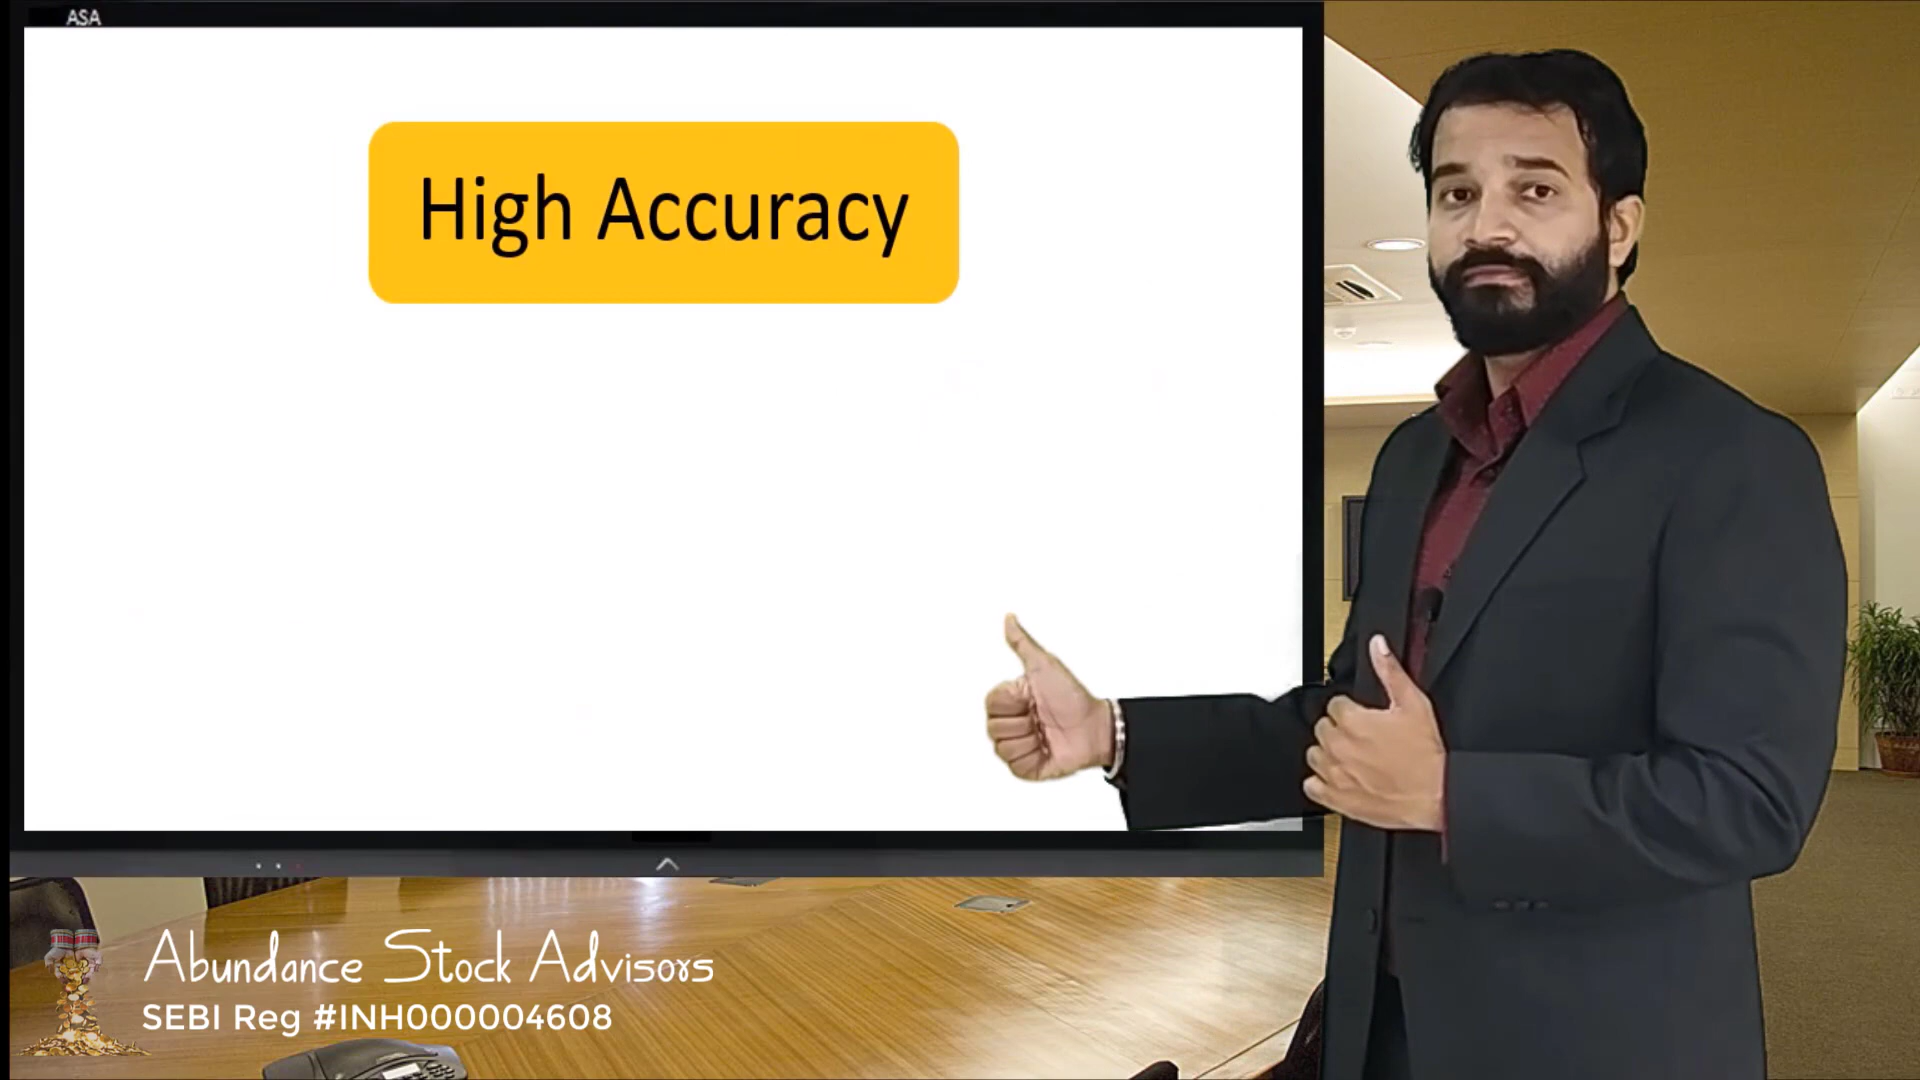 ASA
High Accuracy
Abundance Stock Advisors
SEBI Reg #INH000004608